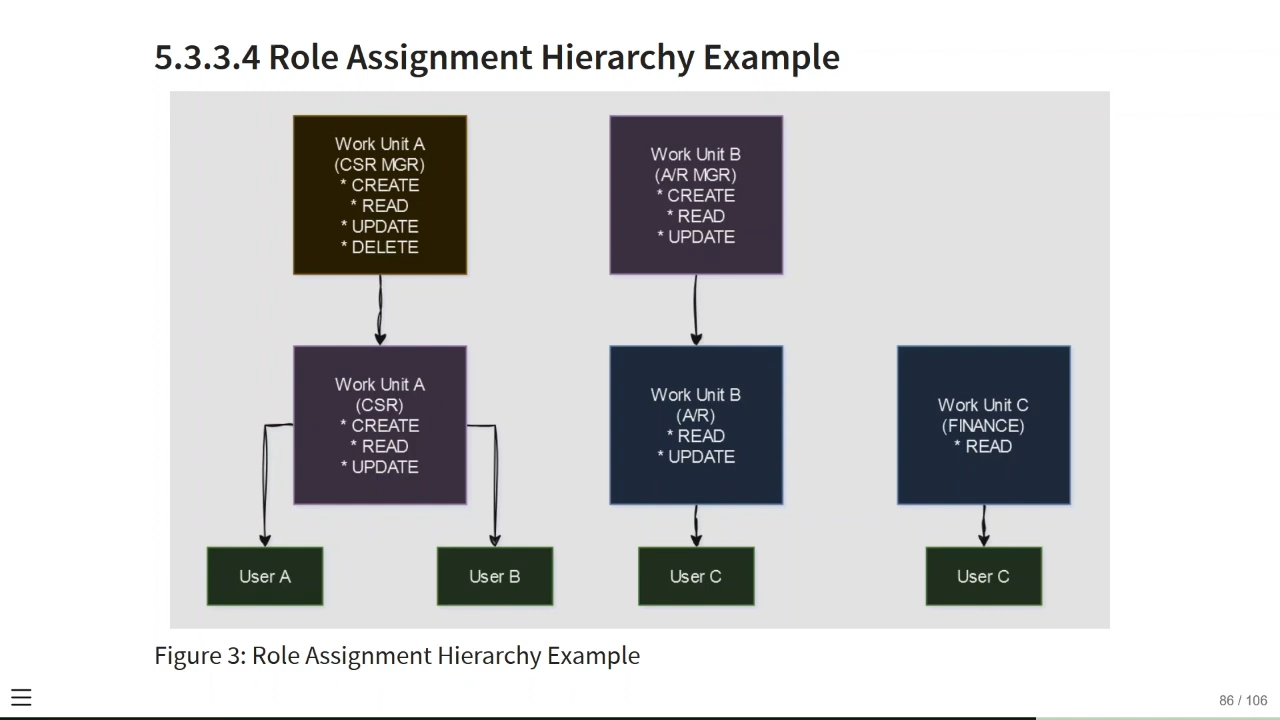 5.3.3.4 Role Assignment Hierarchy Example
Work Unit A
(CSR MGR)
* CREATE
* READ
* UPDATE
* DELETE
Work Unit B
(A/R MGR)
* CREATE
* READ
* UPDATE
Work Unit A
(CSR)
* CREATE
* READ
* UPDATE
Work Unit B
(A/R)
* READ
* UPDATE
Work Unit C
(FINANCE)
* READ
User A
User B
User C
User C
Figure 3: Role Assignment Hierarchy Example
86 / 106